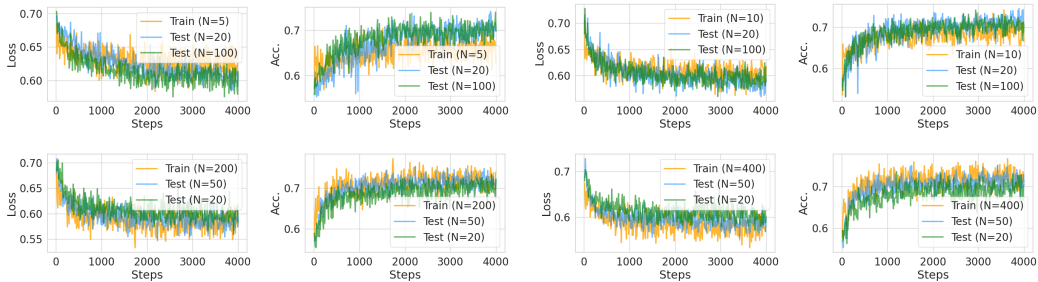 0.70
0.65
0.60
Loss
Train (N=5)
Test (N=20)
Test (N=100)
0 1000 2000 3000 4000
Steps
0.7
0.6
Acc.
Train (N=5)
Test (N=20)
Test (N=100)
0 1000 2000 3000 4000
Steps
0.70
0.65
0.60
Loss
Train (N=10)
Test (N=20)
Test (N=100)
0 1000 2000 3000 4000
Steps
0.7
0.6
Acc.
Train (N=10)
Test (N=20)
Test (N=100)
0 1000 2000 3000 4000
Steps
0.70
0.65
0.60
0.55
Loss
Train (N=200)
Test (N=50)
Test (N=20)
0 1000 2000 3000 4000
Steps
0.7
0.6
Acc.
Train (N=200)
Test (N=50)
Test (N=20)
0 1000 2000 3000 4000
Steps
0.7
0.6
Loss
Train (N=400)
Test (N=50)
Test (N=20)
0 1000 2000 3000 4000
Steps
0.7
0.6
Acc.
Train (N=400)
Test (N=50)
Test (N=20)
0 1000 2000 3000 4000
Steps